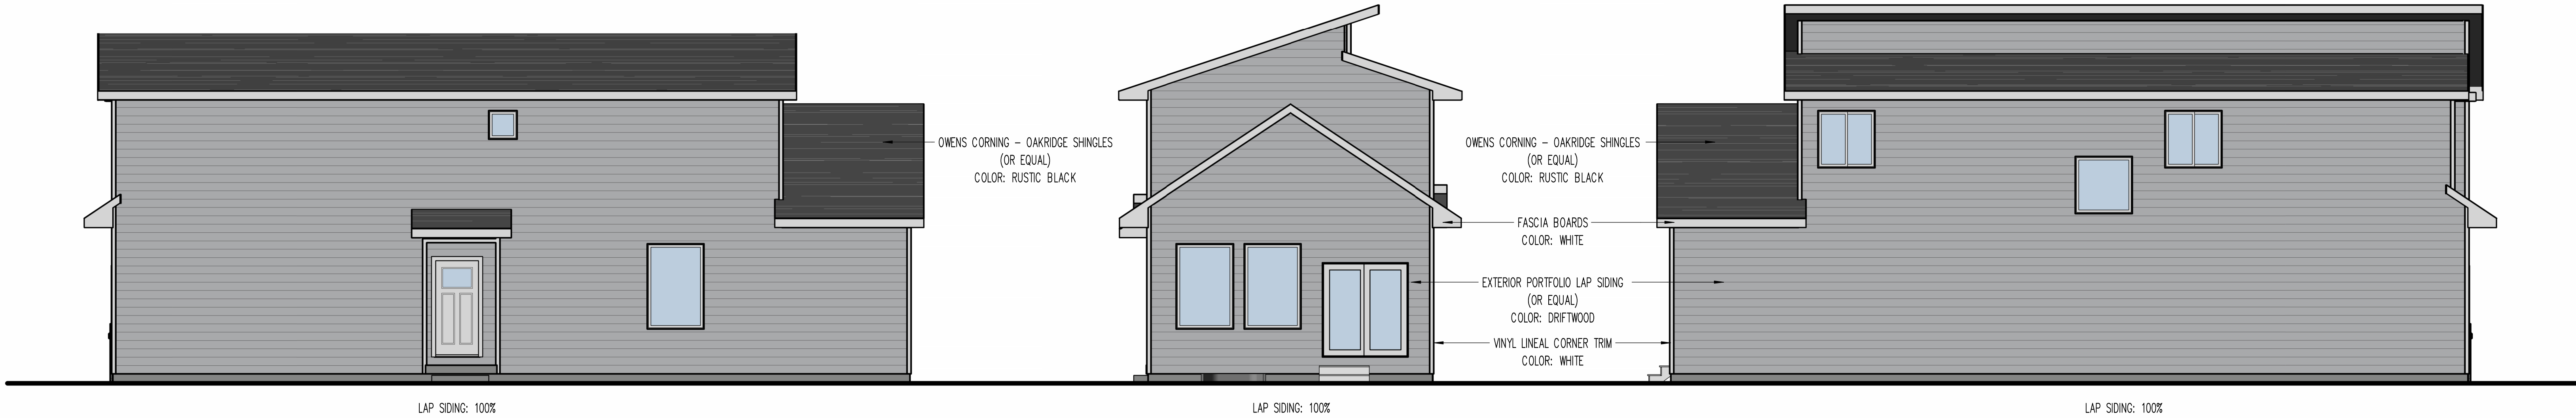 OWENS CORNING - OAKRIDGE SHINGLES
(OR EQUAL)
COLOR: RUSTIC BLACK
OWENS CORNING - OAKRIDGE SHINGLES
(OR EQUAL)
COLOR: RUSTIC BLACK
FASCIA BOARDS
COLOR: WHITE
EXTERIOR PORTFOLIO LAP SIDING
(OR EQUAL)
COLOR: DRIFTWOOD
VINYL LINEAL CORNER TRIM
COLOR: WHITE
LAP SIDING: 100%
LAP SIDING: 100%
LAP SIDING: 100%